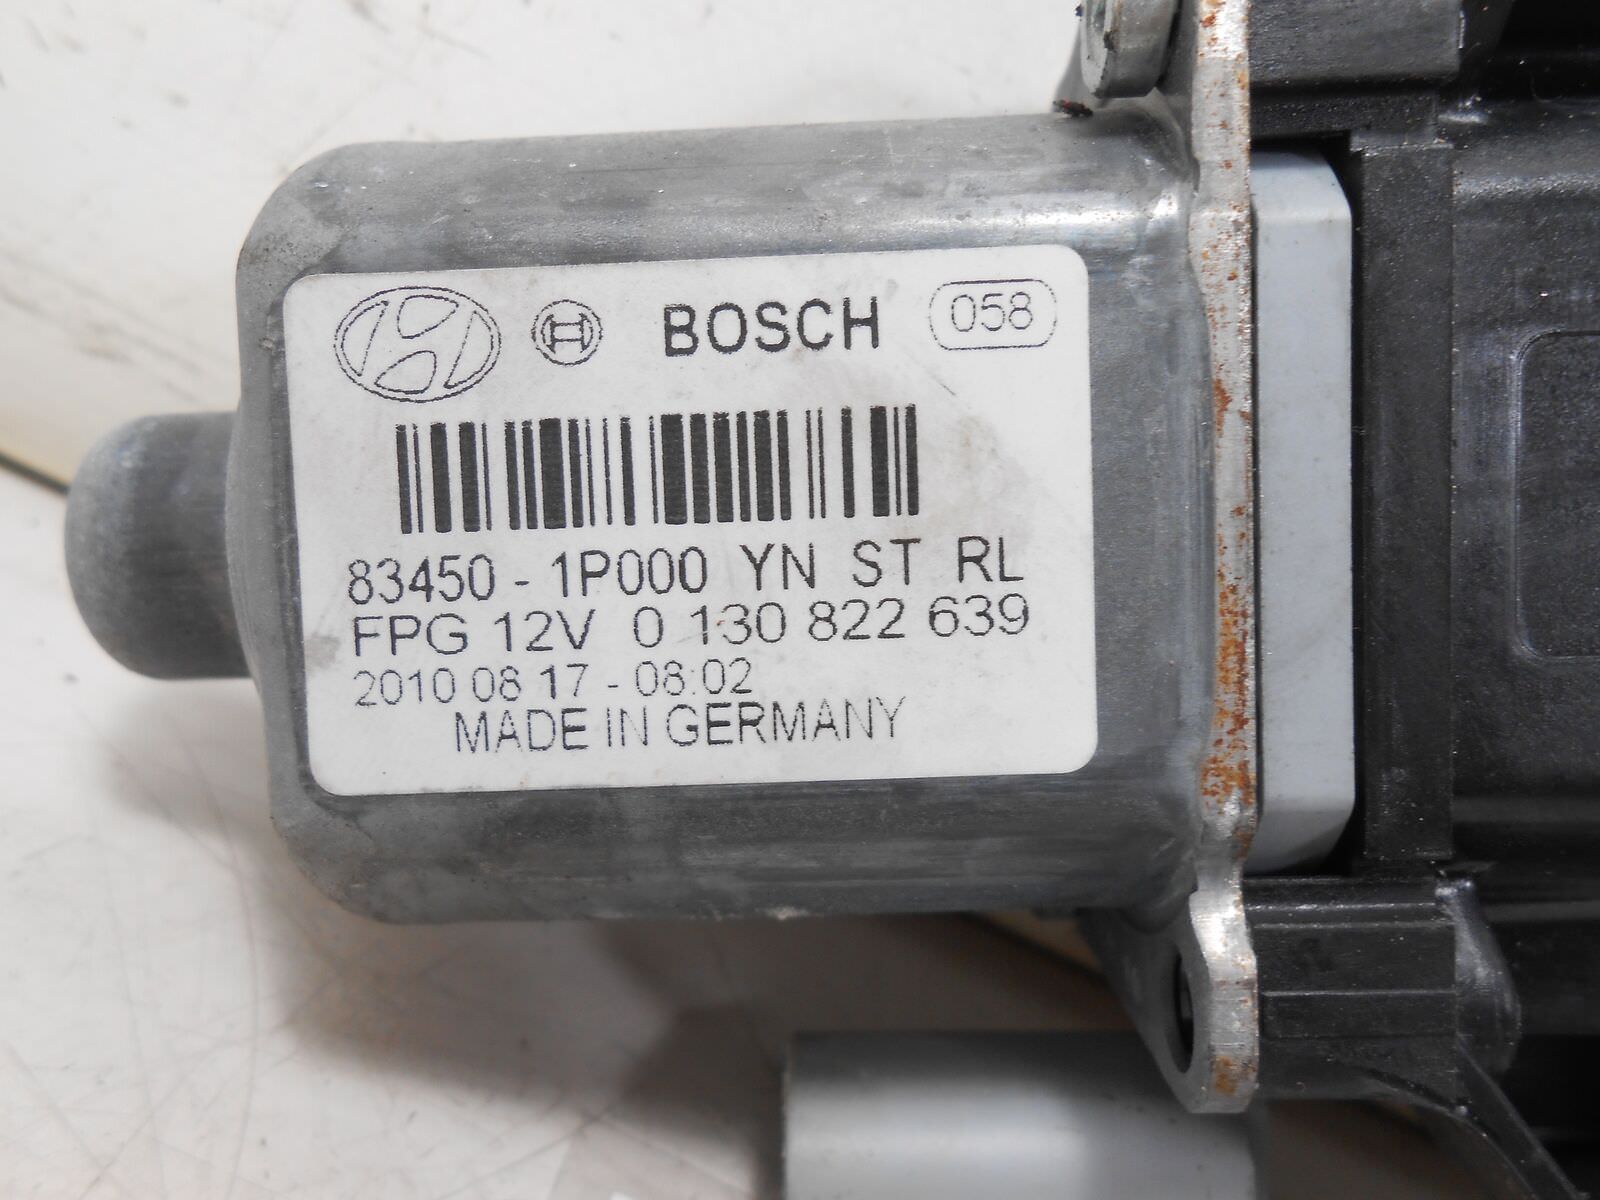 BOSCH 058
83450 - 1P000 YN ST RL
FPG 12V 0 130 822 639
2010 08 17 - 08:02
MADE IN GERMANY